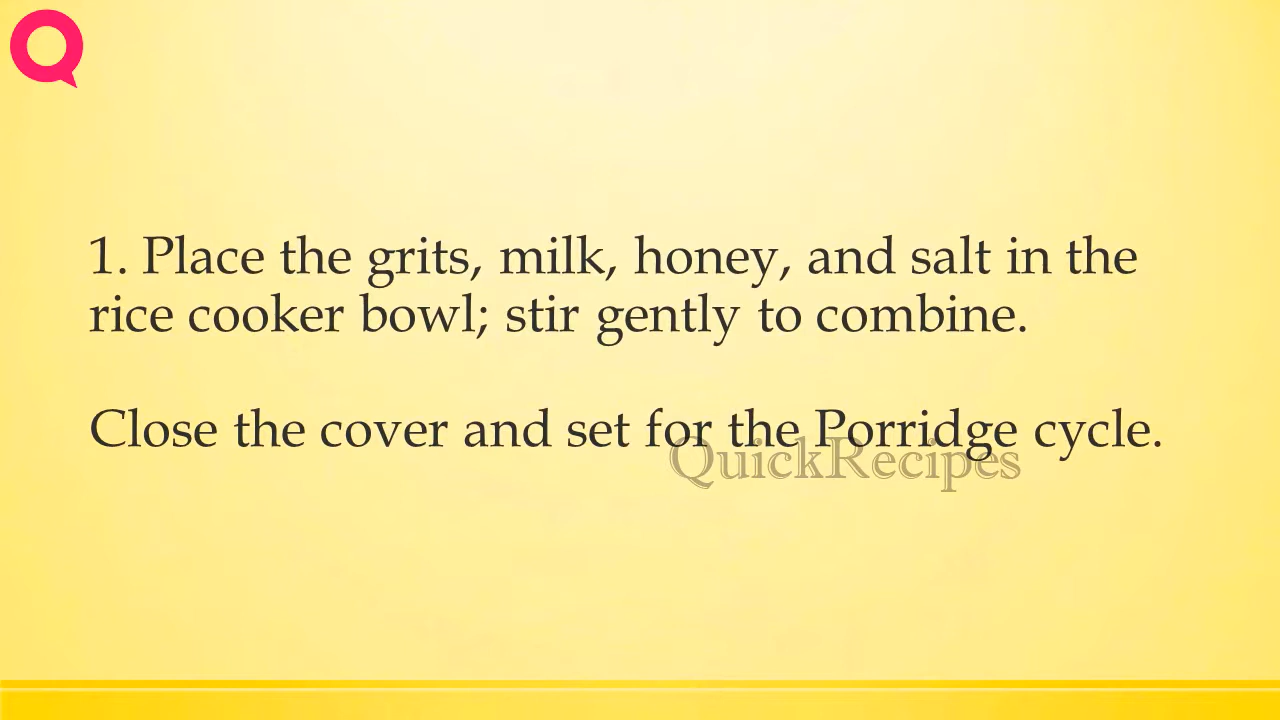 1. Place the grits, milk, honey, and salt in the
rice cooker bowl; stir gently to combine.
Close the cover and set for the Porridge cycle.
QuickRecipes